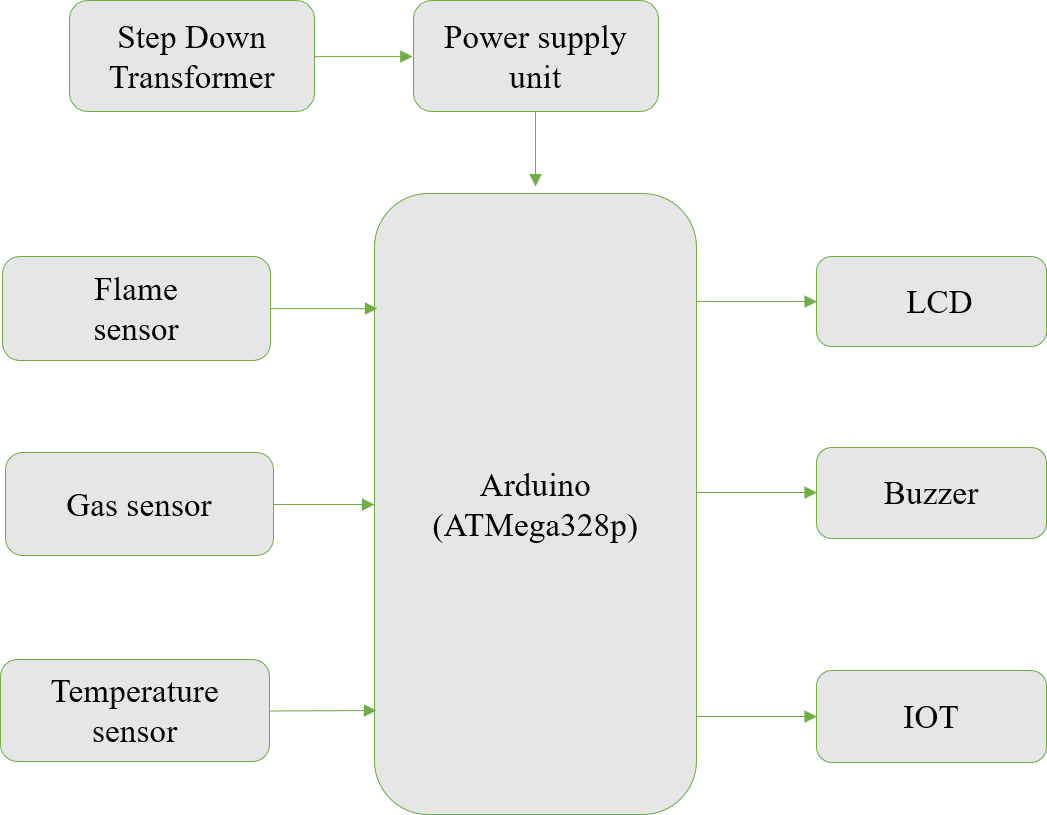 Step Down
Transformer
Power supply
unit
Flame
sensor
LCD
Gas sensor
Arduino
(ATMega328p)
Buzzer
Temperature
sensor
IOT